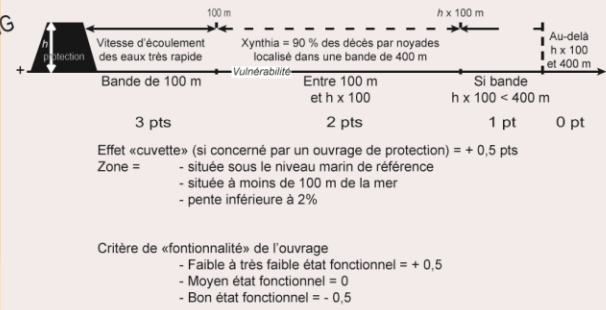 G
100 m
h x 100 m
h
protection
Vitesse d'écoulement
des eaux très rapide
Xynthia = 90 % des décès par noyades
localisé dans une bande de 400 m
Au-delà
h x 100
et 400 m
+
Vulnérabilité
-
Bande de 100 m
Entre 100 m
et h x 100
Si bande
h x 100 < 400 m
3 pts
2 pts
1 pt
0 pt
Effet «cuvette» (si concerné par un ouvrage de protection) = + 0,5 pts
Zone = - située sous le niveau marin de référence
- située à moins de 100 m de la mer
- pente inférieure à 2%
Critère de «fontionnalité» de l'ouvrage
- Faible à très faible état fonctionnel = + 0,5
- Moyen état fonctionnel = 0
- Bon état fonctionnel = - 0,5